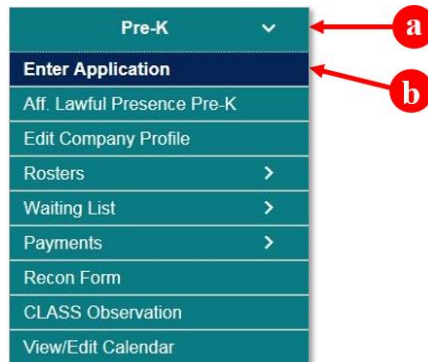 Pre-K
a
Enter Application
b
Aff. Lawful Presence Pre-K
Edit Company Profile
Rosters
Waiting List
Payments
Recon Form
CLASS Observation
View/Edit Calendar